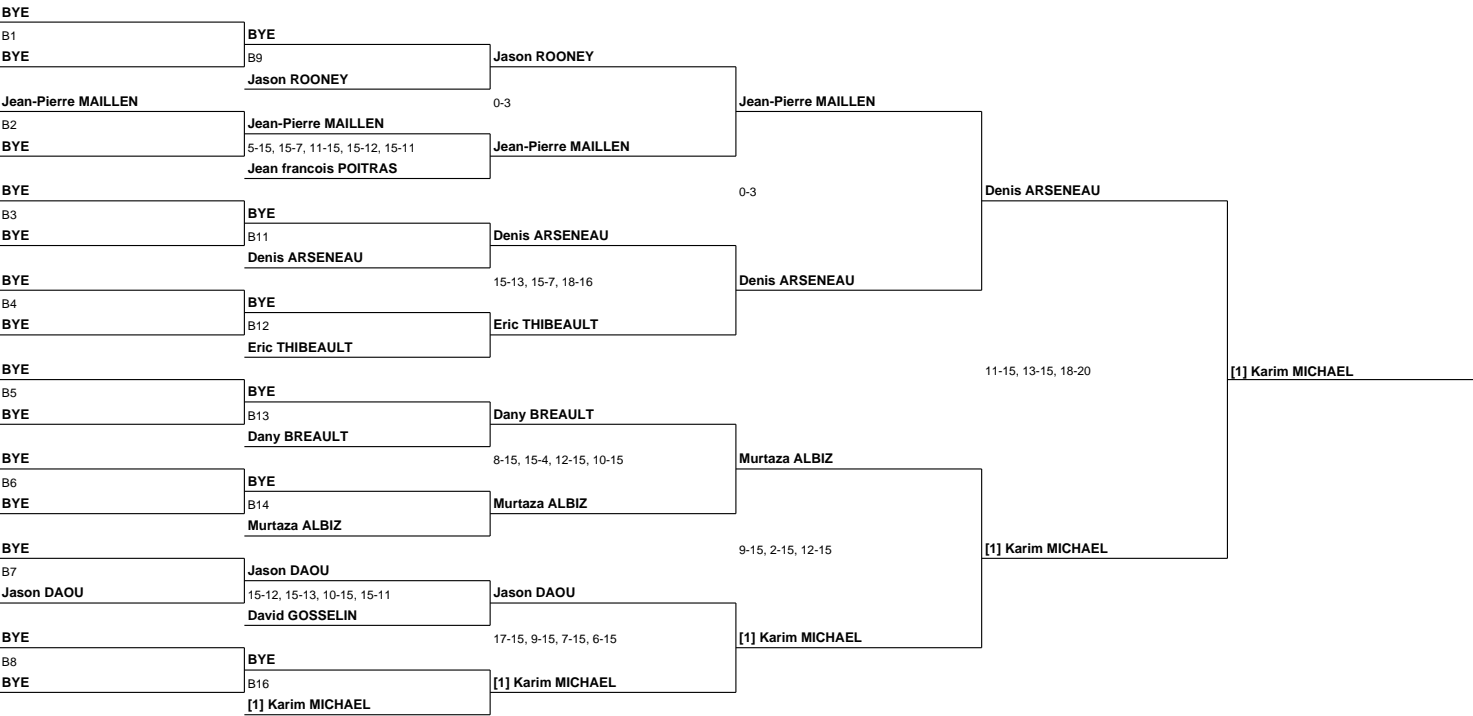 BYE
B1
BYE
Jean-Pierre MAILLEN
B2
BYE
BYE
B3
BYE
BYE
B4
BYE
BYE
B5
BYE
BYE
B6
BYE
BYE
B7
Jason DAOU
BYE
B8
BYE
BYE
B9
Jason ROONEY
Jean-Pierre MAILLEN
5-15, 15-7, 11-15, 15-12, 15-11
Jean francois POITRAS
BYE
B11
Denis ARSENEAU
BYE
B12
Eric THIBEAULT
BYE
B13
Dany BREAULT
BYE
B14
Murtaza ALBIZ
Jason DAOU
15-12, 15-13, 10-15, 15-11
David GOSSELIN
BYE
B16
[1] Karim MICHAEL
Jason ROONEY
0-3
Jean-Pierre MAILLEN
Denis ARSENEAU
15-13, 15-7, 18-16
Eric THIBEAULT
Dany BREAULT
8-15, 15-4, 12-15, 10-15
Murtaza ALBIZ
Jason DAOU
17-15, 9-15, 7-15, 6-15
[1] Karim MICHAEL
Jean-Pierre MAILLEN
0-3
Denis ARSENEAU
Murtaza ALBIZ
9-15, 2-15, 12-15
[1] Karim MICHAEL
Denis ARSENEAU
11-15, 13-15, 18-20
[1] Karim MICHAEL
[1] Karim MICHAEL